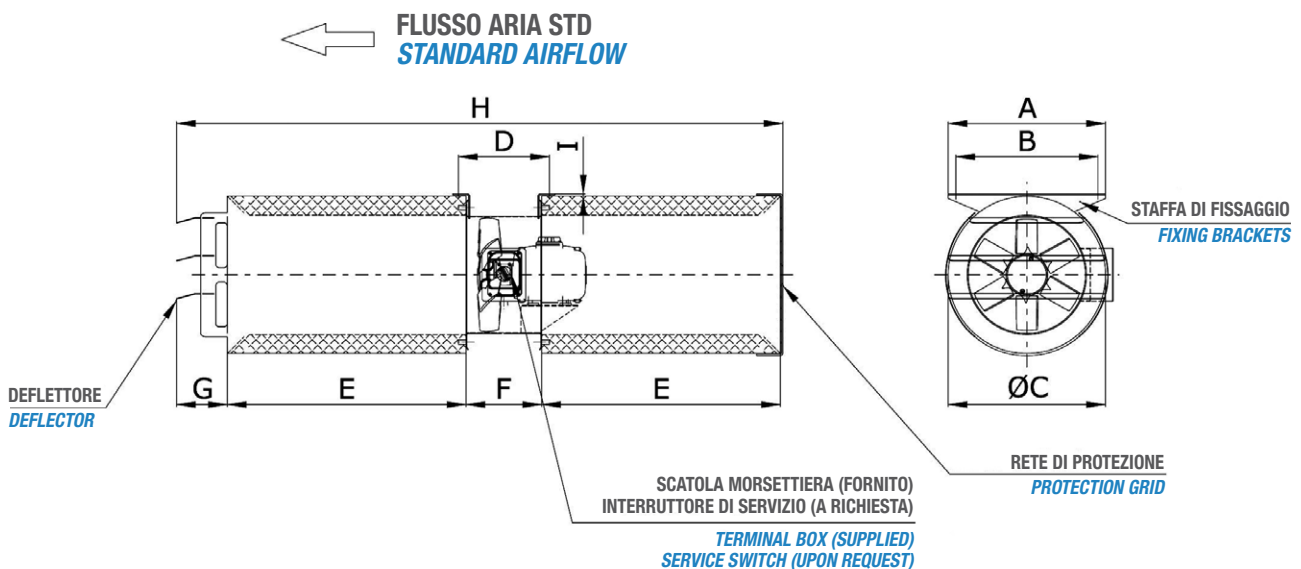 FLUSSO ARIA STD
STANDARD AIRFLOW
H
A
D
I
B
STAFFA DI FISSAGGIO
FIXING BRACKETS
DEFLETTORE
DEFLECTOR
G
E
F
E
ØC
RETE DI PROTEZIONE
PROTECTION GRID
SCATOLA MORSETTIERA (FORNITO)
INTERRUTTORE DI SERVIZIO (A RICHIESTA)
TERMINAL BOX (SUPPLIED)
SERVICE SWITCH (UPON REQUEST)